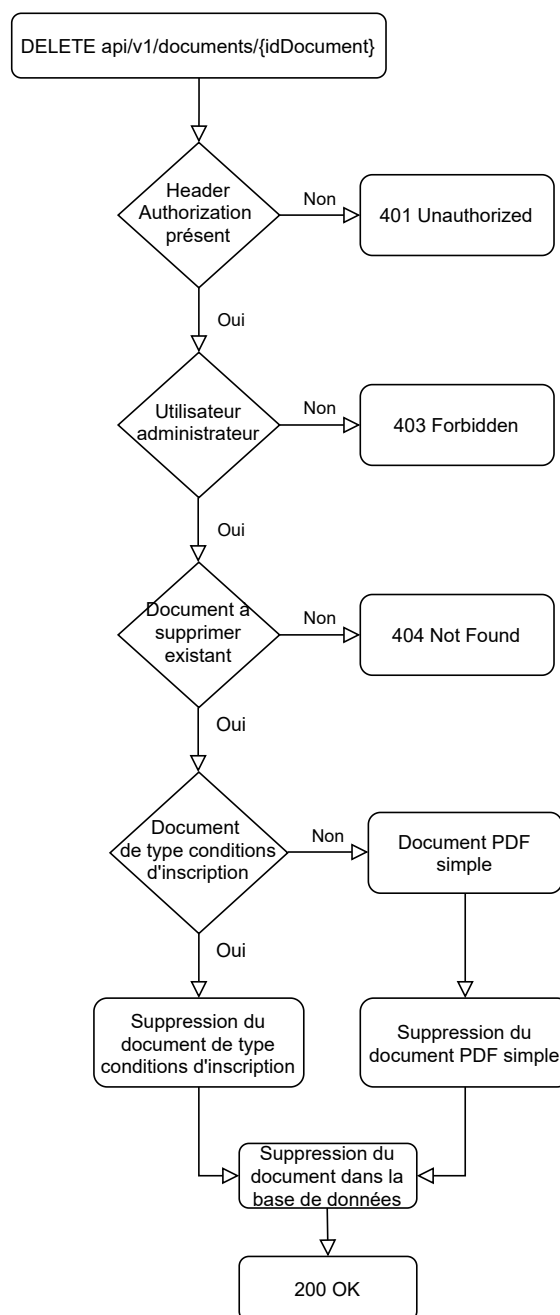 DELETE api/v1/documents/{idDocument}
Header
Authorization
présent
Non
401 Unauthorized
Oui
Utilisateur
administrateur
Non
403 Forbidden
Oui
Document à
supprimer
existant
Non
404 Not Found
Oui
Document
de type conditions
d'inscription
Non
Document PDF
simple
Oui
Suppression du
document de type
conditions d'inscription
Suppression du
document PDF simple
Suppression du
document dans la
base de données
200 OK